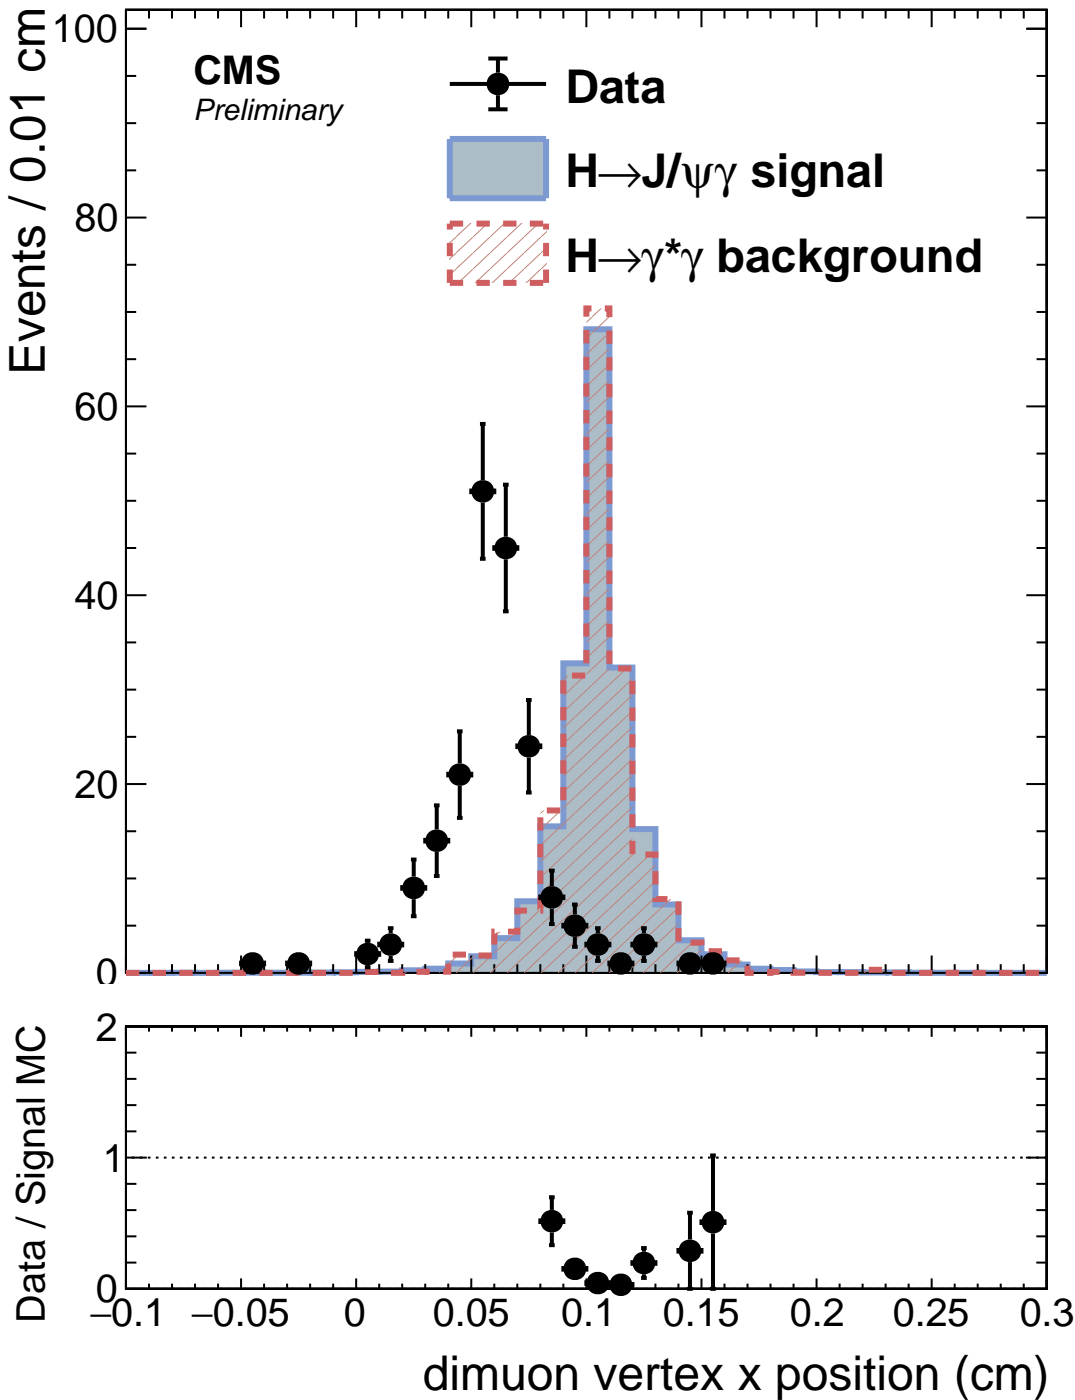 Events / 0.01 cm
100
80
60
40
20
0
CMS
Preliminary
Data
H→J/ψγ signal
H→γ*γ background
Data / Signal MC
2
1
0
−0.1 −0.05 0 0.05 0.1 0.15 0.2 0.25 0.3
dimuon vertex x position (cm)